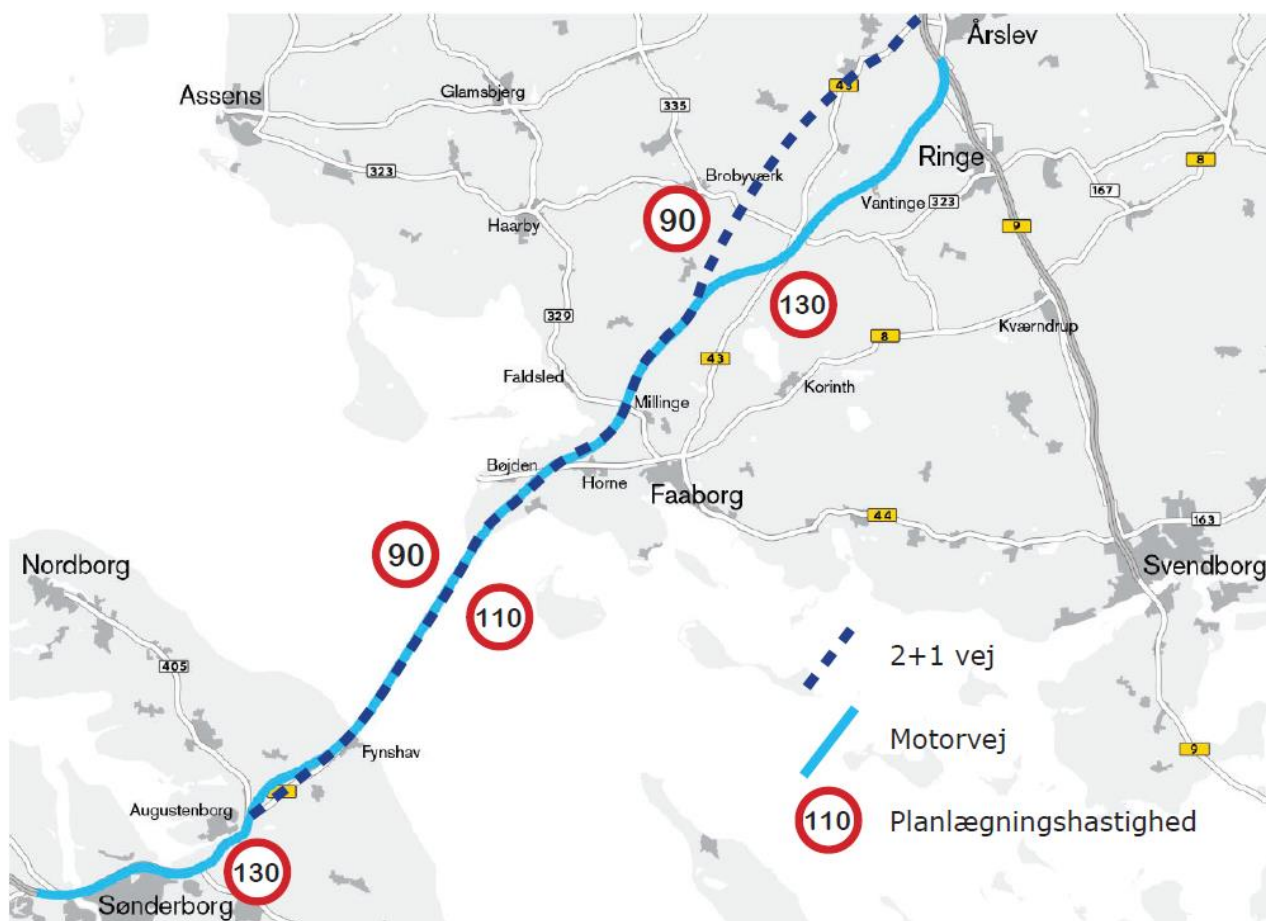 Årslev
43
Assens
Glamsbjerg
335
Ringe
8
323
Brobyværk
167
Vantinge
323
90
Haarby
9
130
329
Kværndrup
8
43
Faldsled
Korinth
Millinge
Bøjden
Horne
Faaborg
44
163
90
Svendborg
Nordborg
110
2+1 vej
405
Motorvej
Fynshav
9
Augustenborg
110
Planlægningshastighed
130
Sønderborg